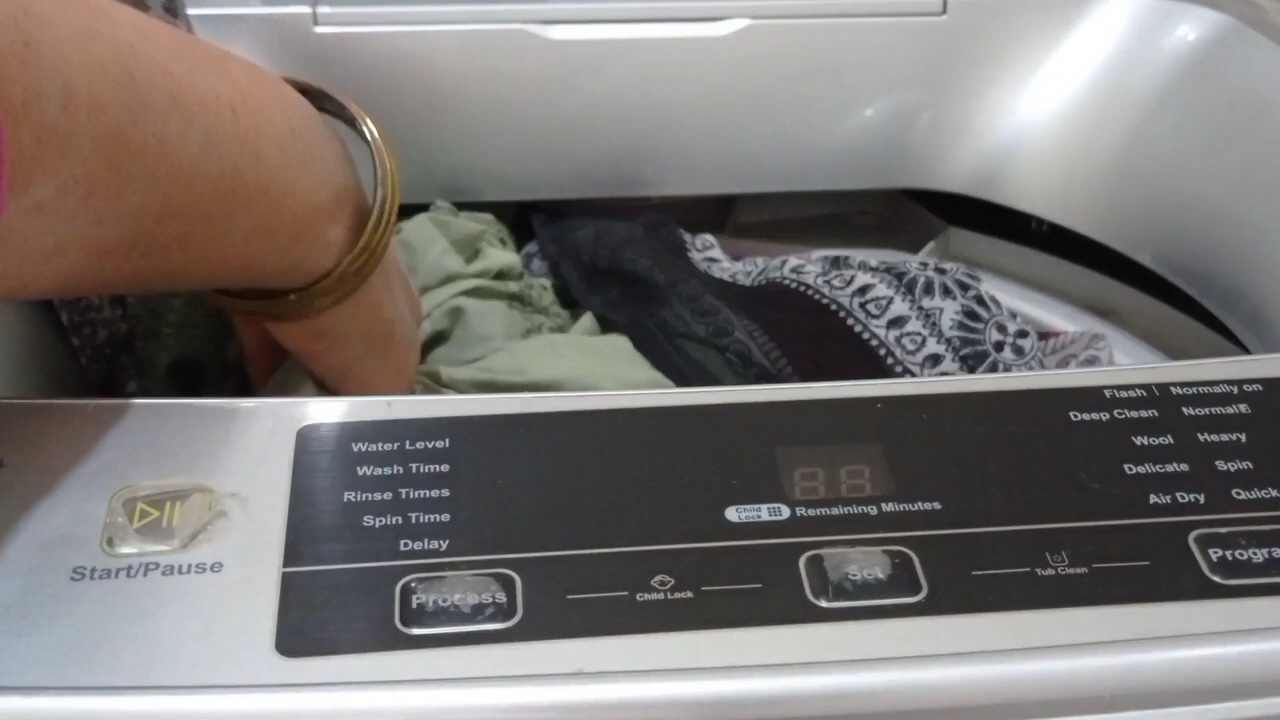 Start/Pause
Water Level
Wash Time
Rinse Times
Spin Time
Delay
Process
Child Lock
Child Lock
Remaining Minutes
Set
Tub Clean
Flash Normally on
Deep Clean Normal
Wool Heavy
Delicate Spin
Air Dry Quick
Progra